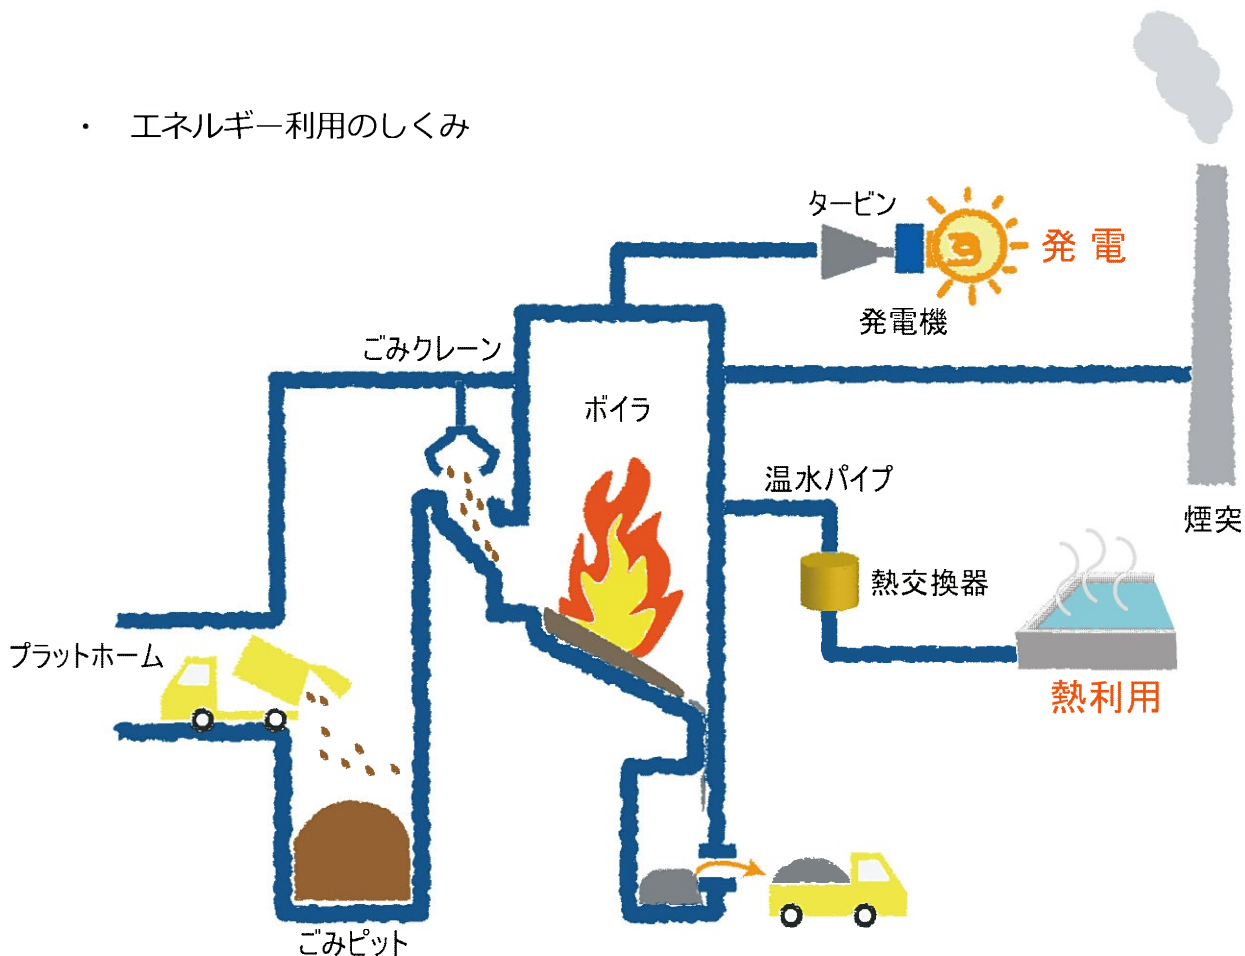 ・ エネルギー利用のしくみ
タービン
発電
発電機
ごみクレーン
ボイラ
温水パイプ
煙突
熱交換器
プラットホーム
熱利用
ごみピット